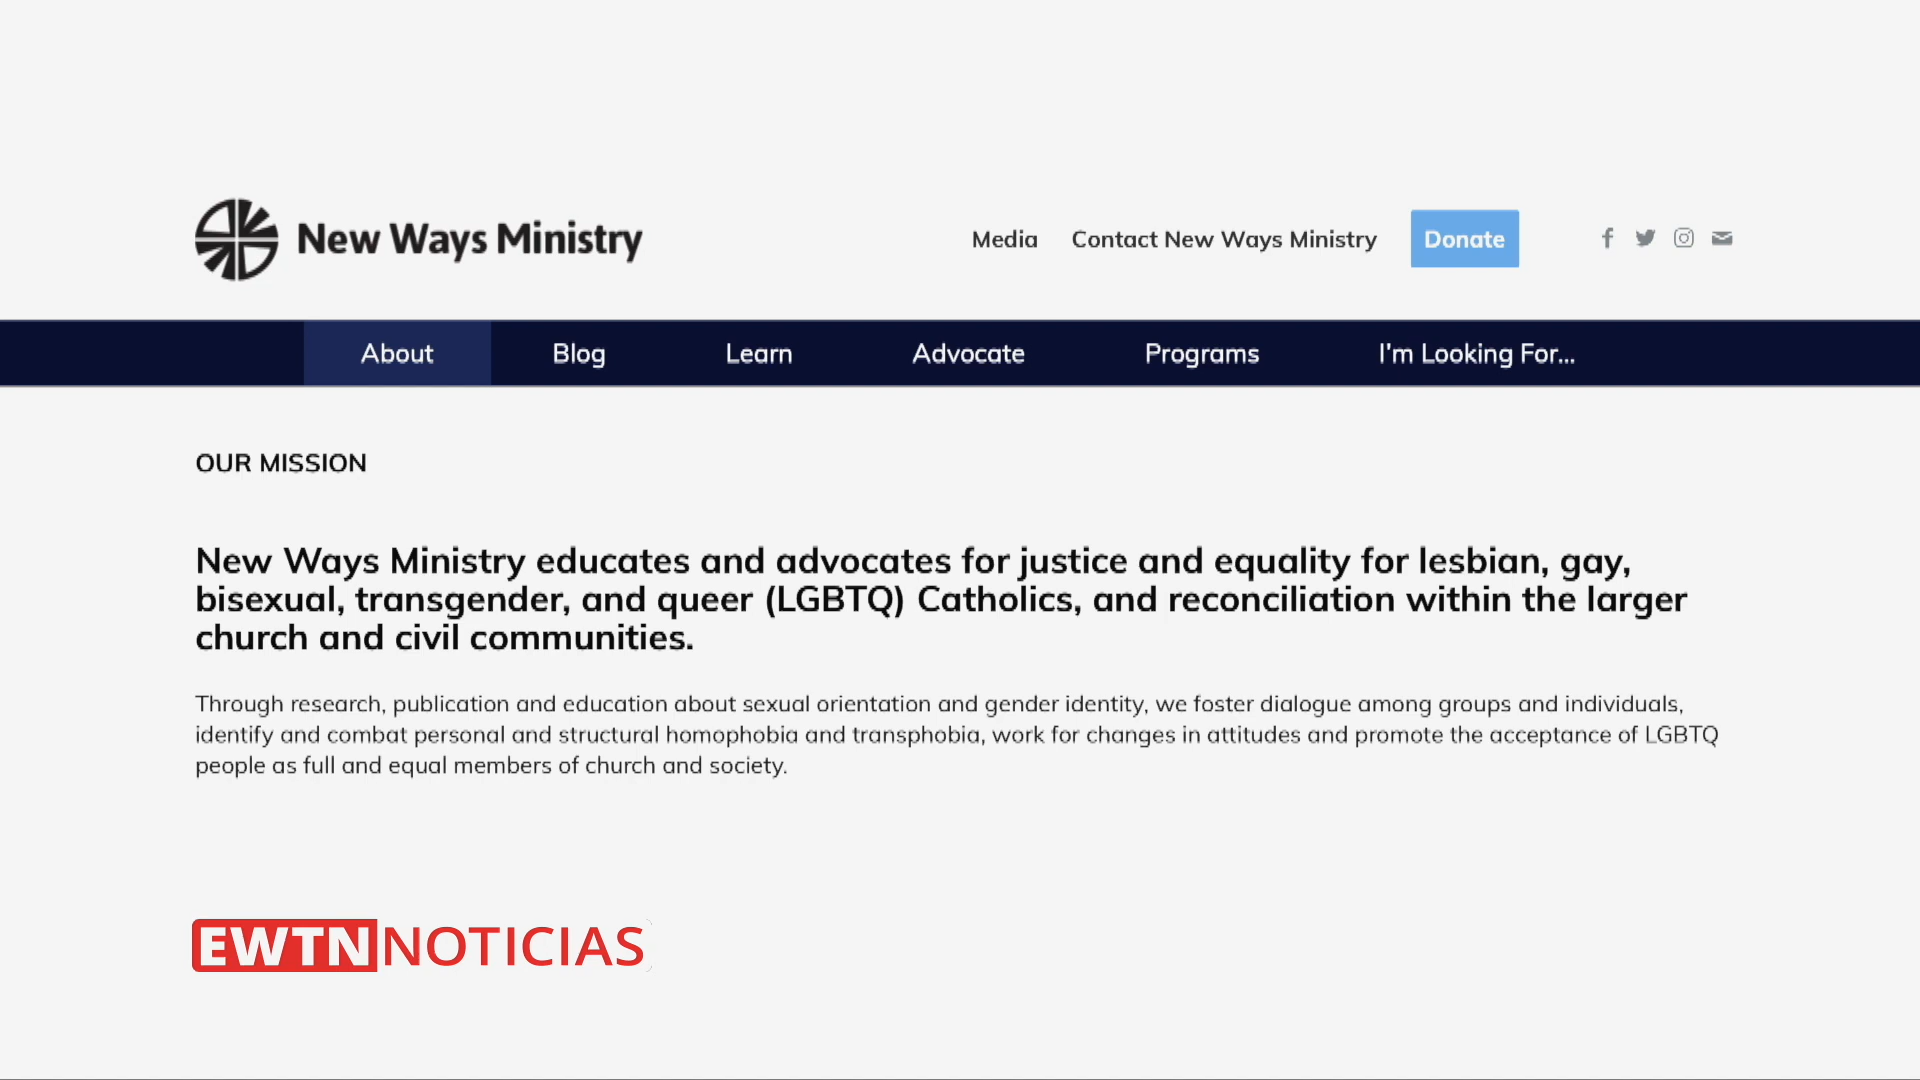 New Ways Ministry
Media Contact New Ways Ministry Donate
About Blog Learn Advocate Programs I'm Looking For...
OUR MISSION
New Ways Ministry educates and advocates for justice and equality for lesbian, gay,
bisexual, transgender, and queer (LGBTQ) Catholics, and reconciliation within the larger
church and civil communities.
Through research, publication and education about sexual orientation and gender identity, we foster dialogue among groups and individuals,
identify and combat personal and structural homophobia and transphobia, work for changes in attitudes and promote the acceptance of LGBTQ
people as full and equal members of church and society.
EWTN NOTICIAS